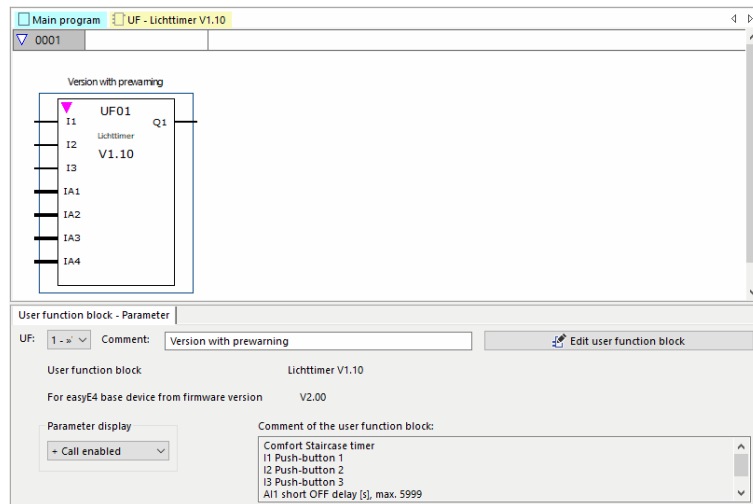 Main program UF - Lichttimer V1.10
0001
Version with prewarning
UF01
I1 Q1
Lichttimer
I2
V1.10
I3
IA1
IA2
IA3
IA4
User function block - Parameter
UF: 1 - »' Comment: Version with prewarning Edit user function block
User function block Lichttimer V1.10
For easyE4 base device from firmware version V2.00
Parameter display Comment of the user function block:
+ Call enabled
Comfort Staircase timer
I1 Push-button 1
I2 Push-button 2
I3 Push-button 3
AI1 short OFF delay [s], max. 5999